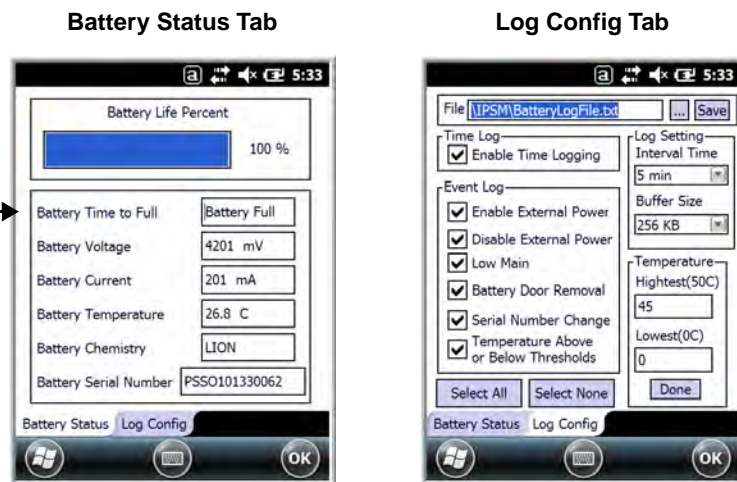 Battery Status Tab
5:33
Battery Life Percent
100 %
Battery Time to Full Battery Full
Battery Voltage 4201 mV
Battery Current 201 mA
Battery Temperature 26.8 C
Battery Chemistry LION
Battery Serial Number PSSO101330062
Battery Status Log Config
OK
Log Config Tab
a 5:33
File \IPSM\BatteryLogFile.txt ... Save
Time Log
Enable Time Logging
Event Log
Enable External Power
Disable External Power
Low Main
Battery Door Removal
Serial Number Change
Temperature Above
or Below Thresholds
Select All Select None
Log Setting
Interval Time
5 min
Buffer Size
256 KB
Temperature
Hightest(50C)
45
Lowest(0C)
0
Done
Battery Status Log Config
OK